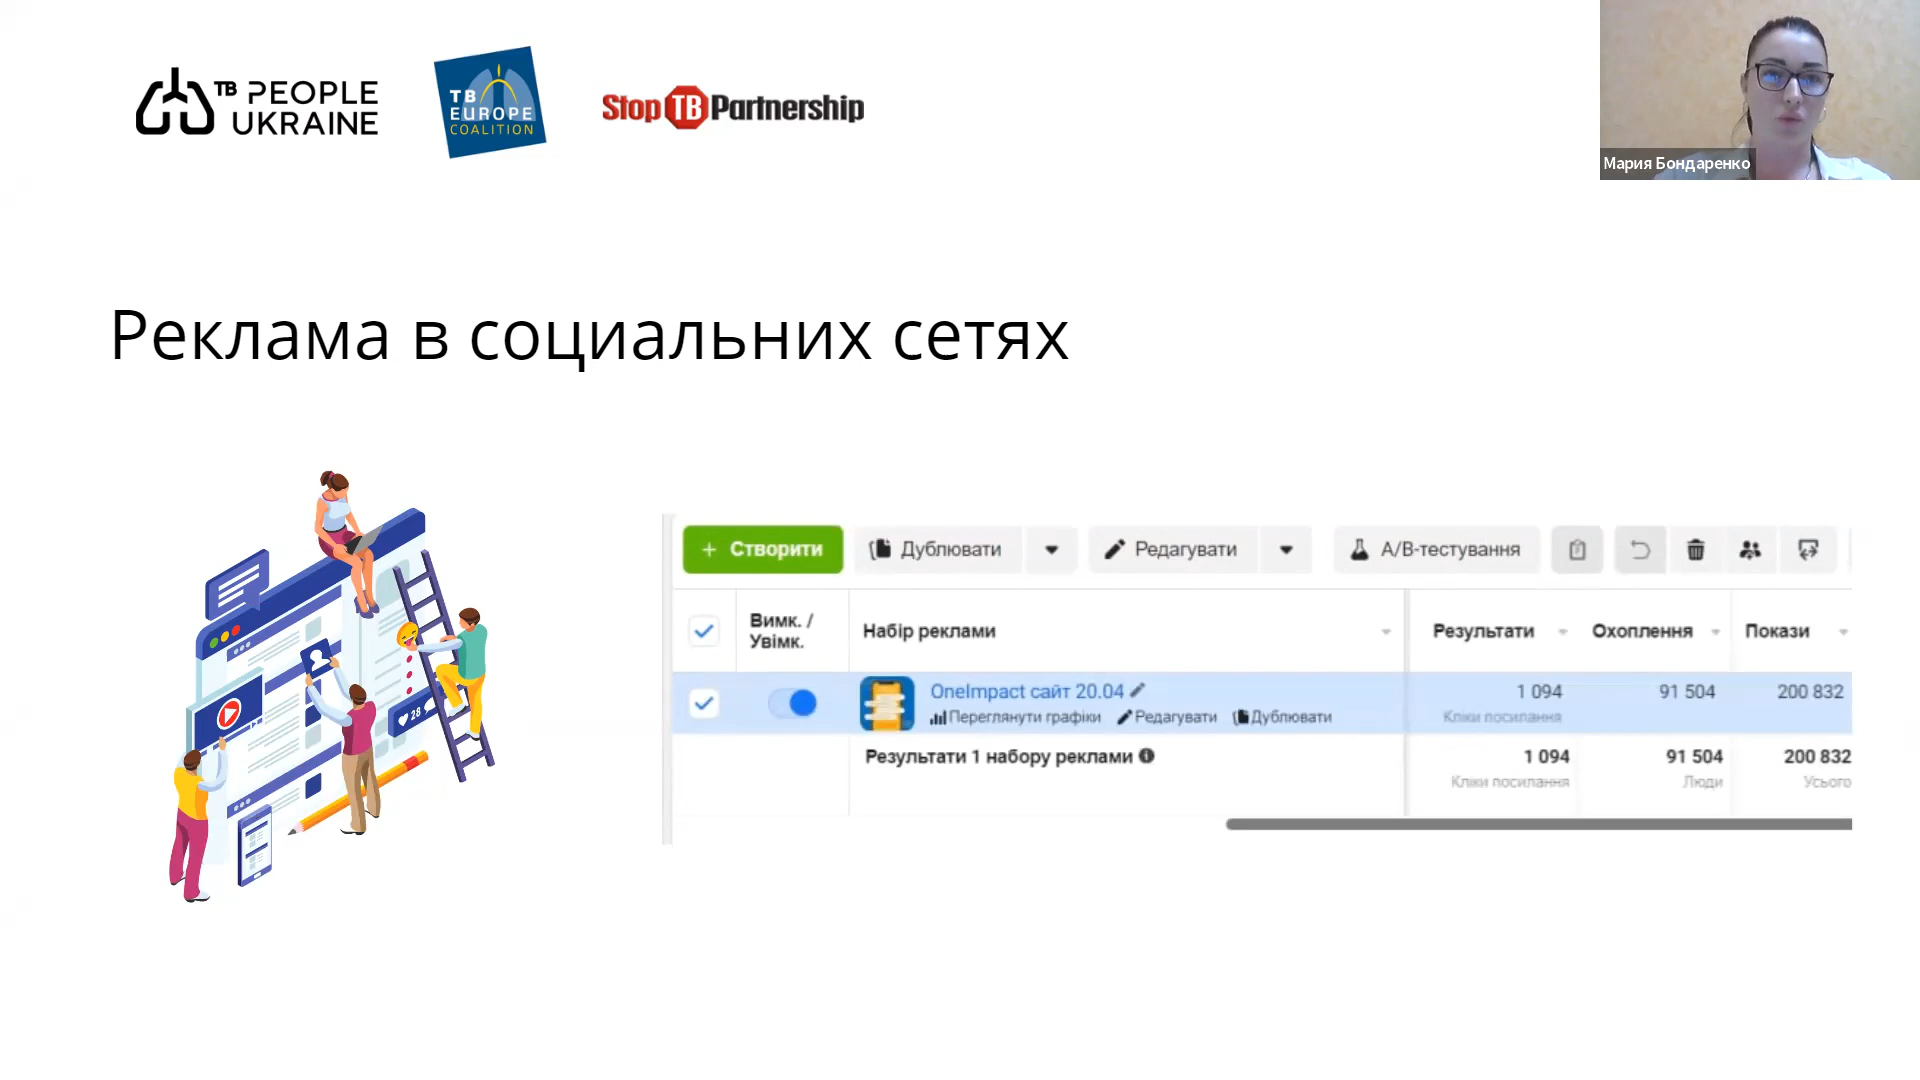 TB PEOPLE
UKRAINE
TB
EUROPE
COALITION
Stop TB Partnership
Мария Бондаренко
Реклама в социальних сетях
28
+ Створити
Дублювати
Редагувати
A/B-тестування
Вимк. /
Увімк.
Набір реклами
Результати
Охоплення
Покази
OneImpact сайт 20.04
1 094
91 504
200 832
Переглянути графіки
Редагувати
Дублювати
Кліки посилання
Результати 1 набору реклами
1 094
91 504
200 832
Кліки посилання
Люди
Усього